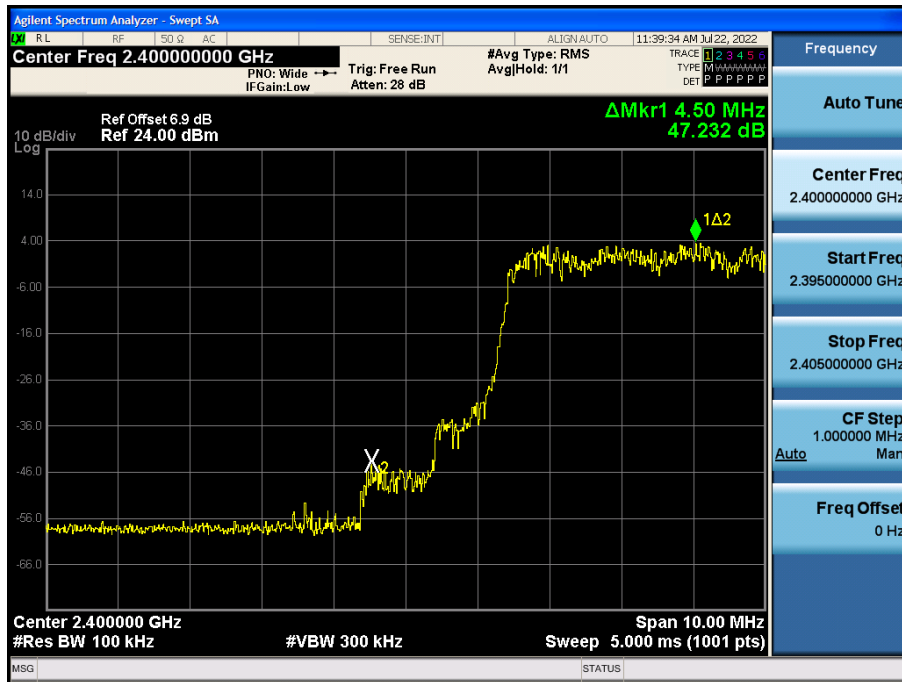 Agilent Spectrum Analyzer - Swept SA
LXI RL RF 50 Ω AC SENSE:INT ALIGN AUTO 11:39:34 AM Jul 22, 2022
Center Freq 2.400000000 GHz
PNO: Wide
IFGain:Low
Trig: Free Run
Atten: 28 dB
#Avg Type: RMS
Avg|Hold: 1/1
TRACE 1 2 3 4 5 6
TYPE M WWWWW
DET P P P P P P
ΔMkr1 4.50 MHz
47.232 dB
Ref Offset 6.9 dB
10 dB/div Ref 24.00 dBm
Log
14.0
4.00
-6.00
-16.0
-26.0
-36.0
-46.0
-56.0
-66.0
1Δ2
X2
Center 2.400000 GHz Span 10.00 MHz
#Res BW 100 kHz #VBW 300 kHz Sweep 5.000 ms (1001 pts)
MSG STATUS
Frequency
Auto Tune
Center Freq
2.400000000 GHz
Start Freq
2.395000000 GHz
Stop Freq
2.405000000 GHz
CF Step
1.000000 MHz
Auto Man
Freq Offset
0 Hz